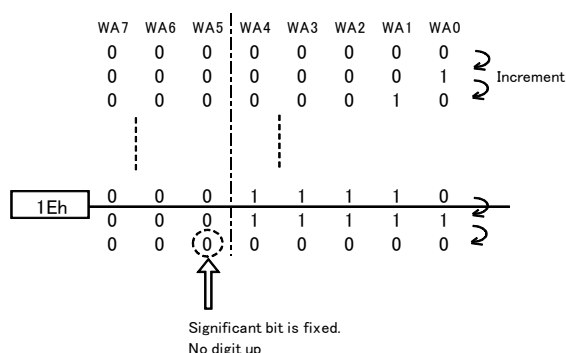 WA7 WA6 WA5 WA4 WA3 WA2 WA1 WA0
0 0 0 0 0 0 0 0
0 0 0 0 0 0 0 1 Increment
0 0 0 0 0 0 1 0
1Eh 0 0 0 1 1 1 1 0
0 0 0 1 1 1 1 1
0 0 0 0 0 0 0 0
Significant bit is fixed.
No digit up